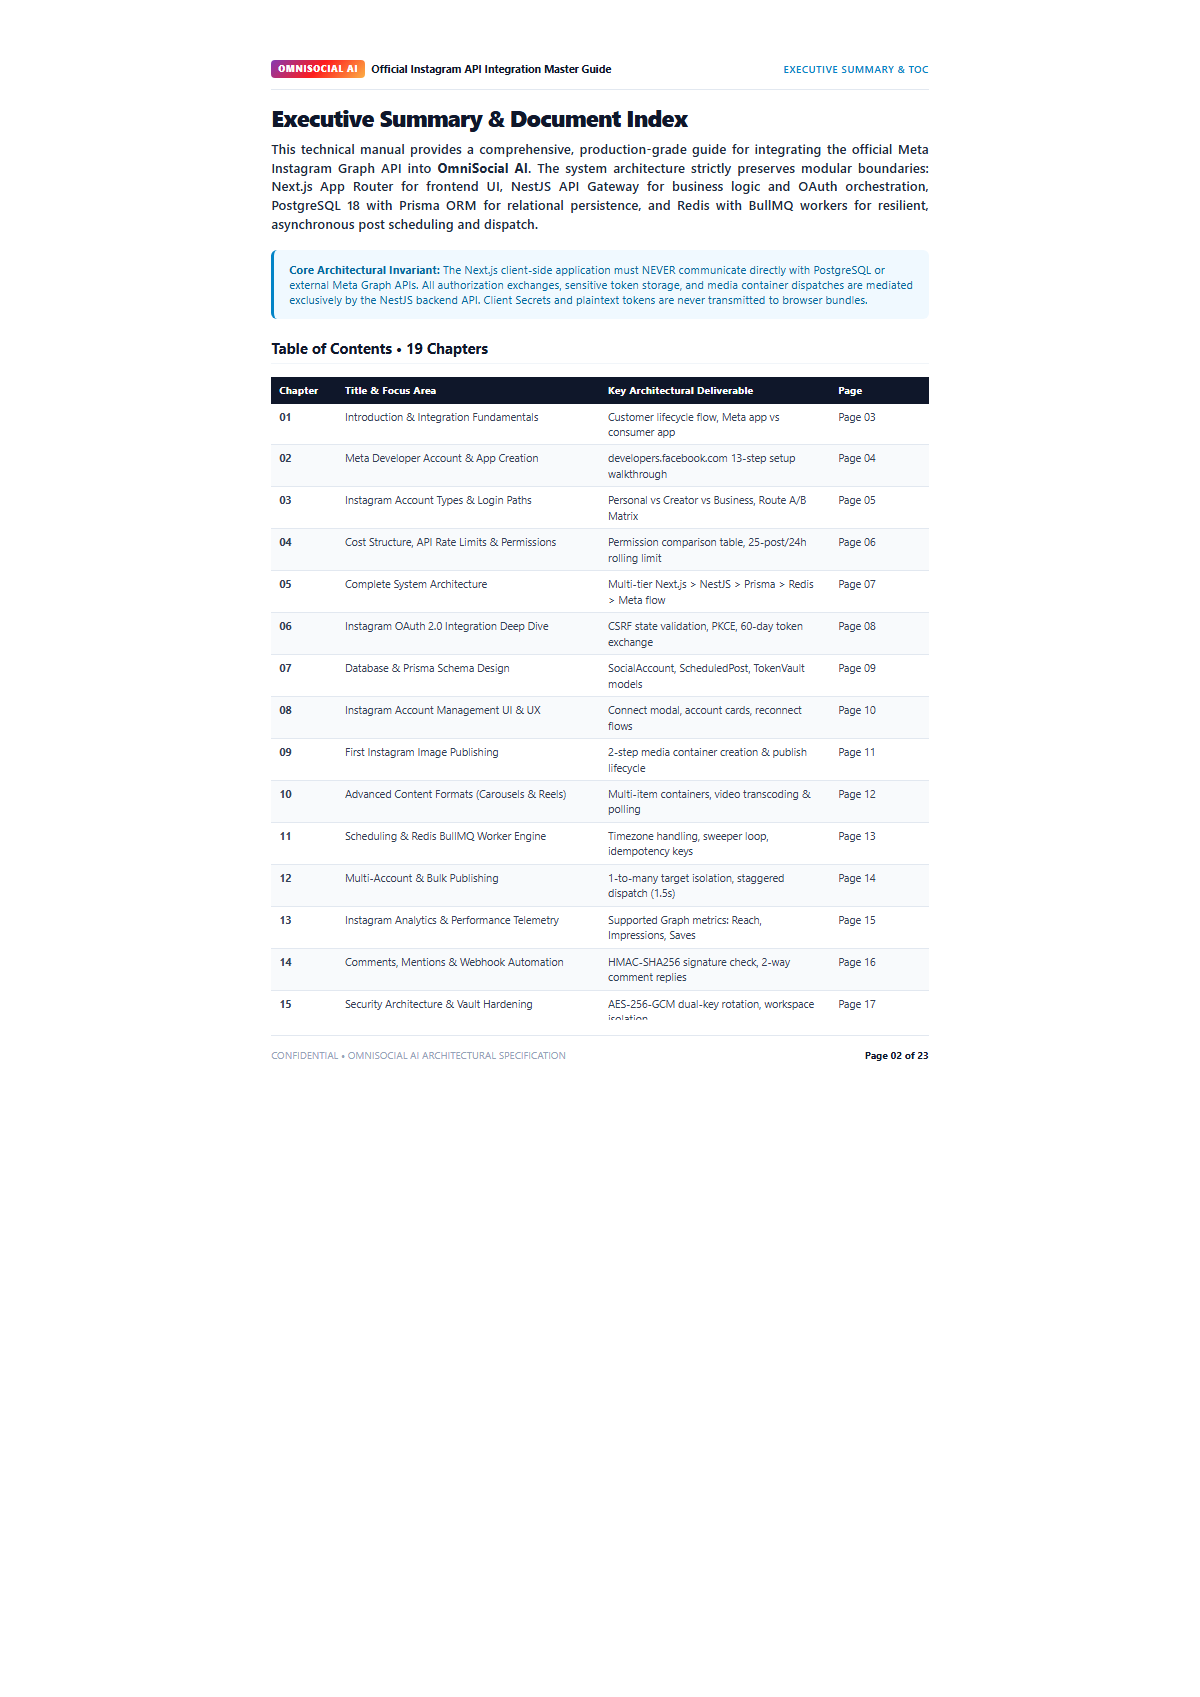 OMNISOCIAL AI Official Instagram API Integration Master Guide EXECUTIVE SUMMARY & TOC
Executive Summary & Document Index
This technical manual provides a comprehensive, production-grade guide for integrating the official Meta
Instagram Graph API into OmniSocial AI. The system architecture strictly preserves modular boundaries:
Next.js App Router for frontend UI, NestJS API Gateway for business logic and OAuth orchestration,
PostgreSQL 18 with Prisma ORM for relational persistence, and Redis with BullMQ workers for resilient,
asynchronous post scheduling and dispatch.
Core Architectural Invariant: The Next.js client-side application must NEVER communicate directly with PostgreSQL or
external Meta Graph APIs. All authorization exchanges, sensitive token storage, and media container dispatches are mediated
exclusively by the NestJS backend API. Client Secrets and plaintext tokens are never transmitted to browser bundles.
Table of Contents • 19 Chapters
Chapter Title & Focus Area Key Architectural Deliverable Page
01 Introduction & Integration Fundamentals Customer lifecycle flow, Meta app vs Page 03
consumer app
02 Meta Developer Account & App Creation developers.facebook.com 13-step setup Page 04
walkthrough
03 Instagram Account Types & Login Paths Personal vs Creator vs Business, Route A/B Page 05
Matrix
04 Cost Structure, API Rate Limits & Permissions Permission comparison table, 25-post/24h Page 06
rolling limit
05 Complete System Architecture Multi-tier Next.js > NestJS > Prisma > Redis Page 07
> Meta flow
06 Instagram OAuth 2.0 Integration Deep Dive CSRF state validation, PKCE, 60-day token Page 08
exchange
07 Database & Prisma Schema Design SocialAccount, ScheduledPost, TokenVault Page 09
models
08 Instagram Account Management UI & UX Connect modal, account cards, reconnect Page 10
flows
09 First Instagram Image Publishing 2-step media container creation & publish Page 11
lifecycle
10 Advanced Content Formats (Carousels & Reels) Multi-item containers, video transcoding & Page 12
polling
11 Scheduling & Redis BullMQ Worker Engine Timezone handling, sweeper loop, Page 13
idempotency keys
12 Multi-Account & Bulk Publishing 1-to-many target isolation, staggered Page 14
dispatch (1.5s)
13 Instagram Analytics & Performance Telemetry Supported Graph metrics: Reach, Page 15
Impressions, Saves
14 Comments, Mentions & Webhook Automation HMAC-SHA256 signature check, 2-way Page 16
comment replies
15 Security Architecture & Vault Hardening AES-256-GCM dual-key rotation, workspace Page 17
isolation
CONFIDENTIAL • OMNISOCIAL AI ARCHITECTURAL SPECIFICATION Page 02 of 23